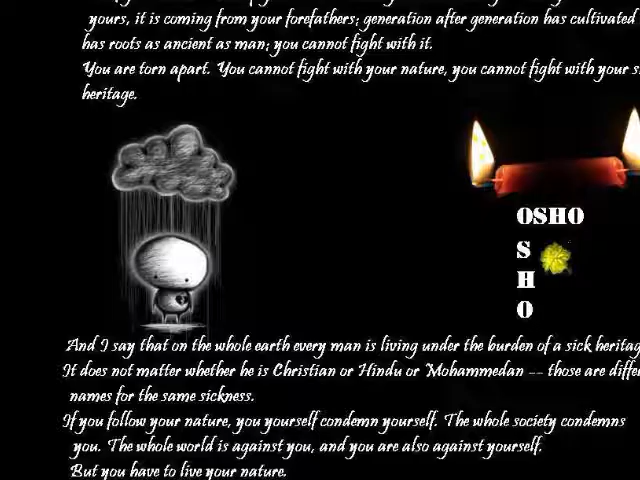 yours, it is coming from your forefathers; generation after generation has cultivated
has roots as ancient as man; you cannot fight with it.
You are torn apart. You cannot fight with your nature, you cannot fight with your
heritage.
OSHO
S
H
O
And I say that on the whole earth every man is living under the burden of a sick
It does not matter whether he is Christian or Hindu or Mohammedan -- those are
names for the same sickness.
If you follow your nature, you yourself condemn yourself. The whole society condemns
you. The whole world is against you, and you are also against yourself.
But you have to live your nature.